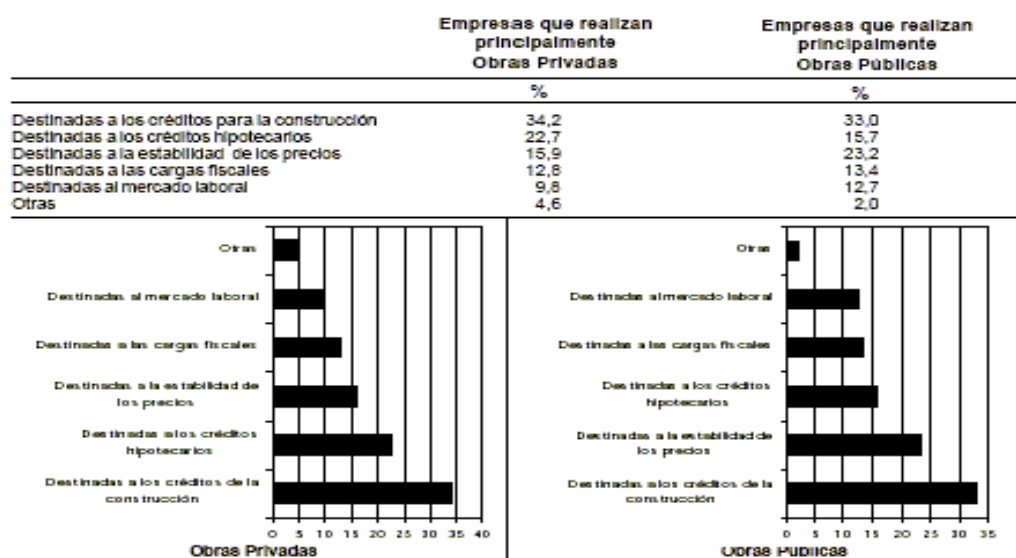 Empresas que realizan principalmente Obras Privadas
Empresas que realizan principalmente Obras Públicas
% %
Destinadas a los créditos para la construcción 34,2 33,0
Destinadas a los créditos hipotecarios 22,7 15,7
Destinadas a la estabilidad de los precios 15,9 23,2
Destinadas a las cargas fiscales 12,8 13,4
Destinadas al mercado laboral 9,8 12,7
Otras 4,6 2,0
Otras
Destinadas al mercado laboral
Destinadas a las cargas fiscales
Destinadas a la estabilidad de
los precios
Destinadas a los créditos
hipotecarios
Destinadas a los créditos de la
construcción
0 5 10 15 20 25 30 35 40
Obras Privadas
Otras
Destinadas al mercado laboral
Destinadas a las cargas fiscales
Destinadas a los créditos
hipotecarios
Destinadas a la estabilidad de
los precios
Destinadas a los créditos de la
construcción
0 5 10 15 20 25 30 35
Obras Públicas